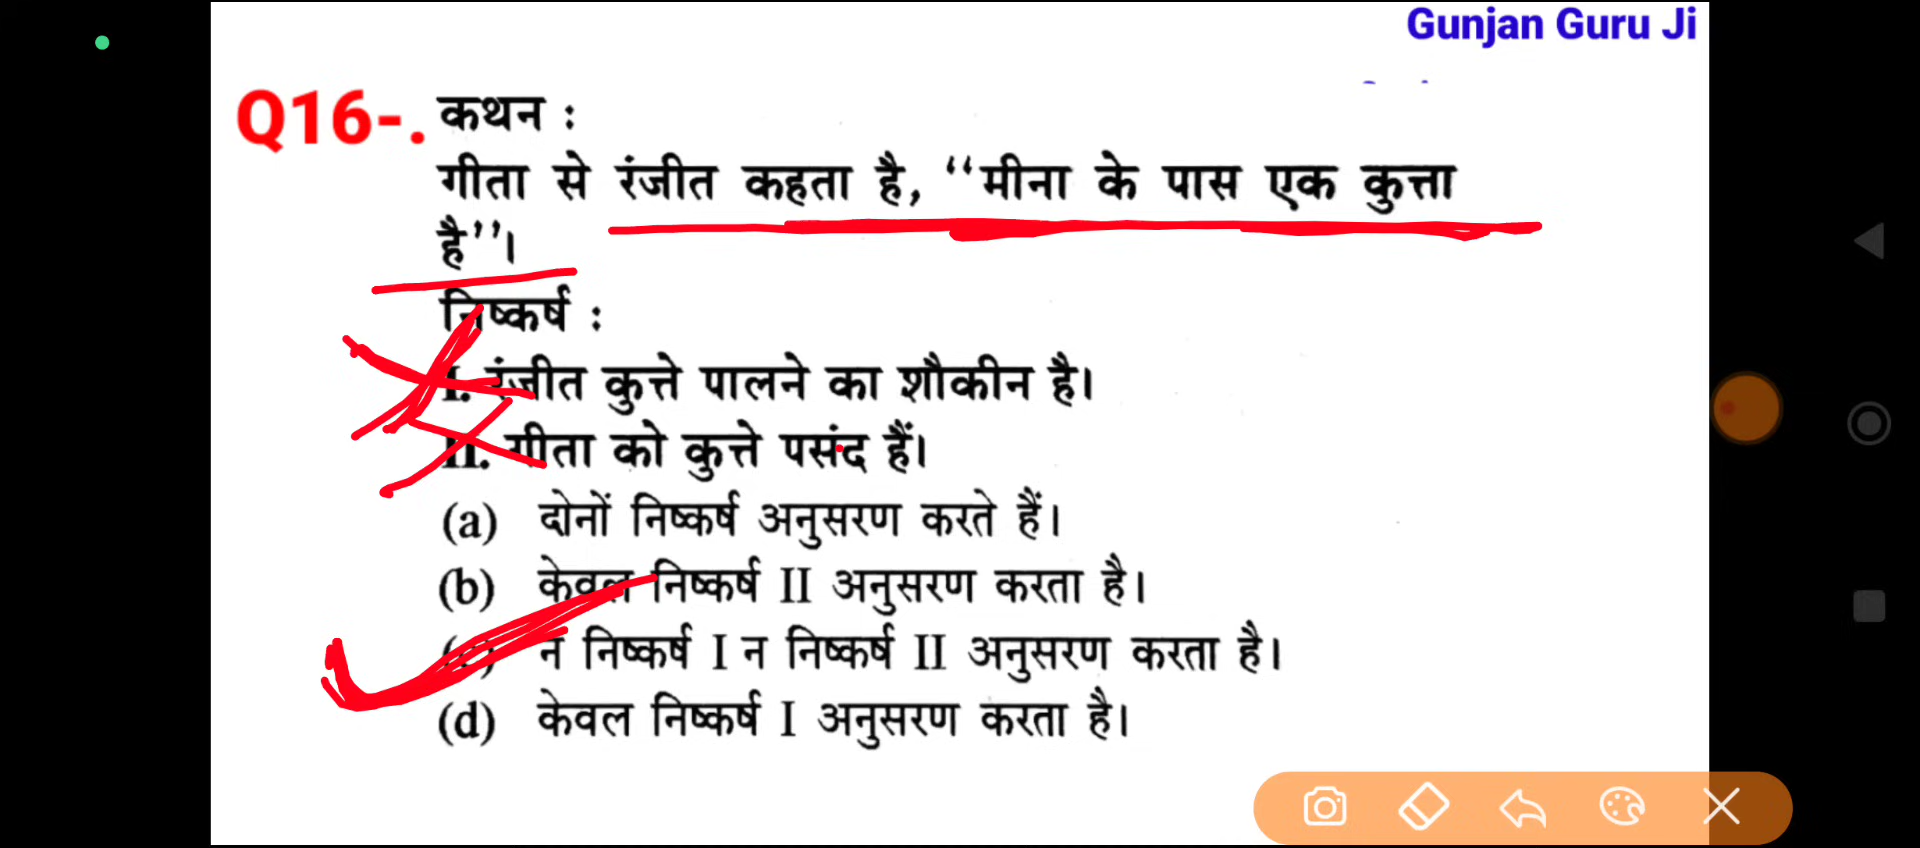 Gunjan Guru Ji
Q16-. कथन :
गीता से रंजीत कहता है, ‘‘मीना के पास एक कुत्ता
है’’।
निष्कर्ष :
I. रंजीत कुत्ते पालने का शौकीन है।
II. गीता को कुत्ते पसंद हैं।
(a) दोनों निष्कर्ष अनुसरण करते हैं।
(b) केवल निष्कर्ष II अनुसरण करता है।
(c) न निष्कर्ष I न निष्कर्ष II अनुसरण करता है।
(d) केवल निष्कर्ष I अनुसरण करता है।